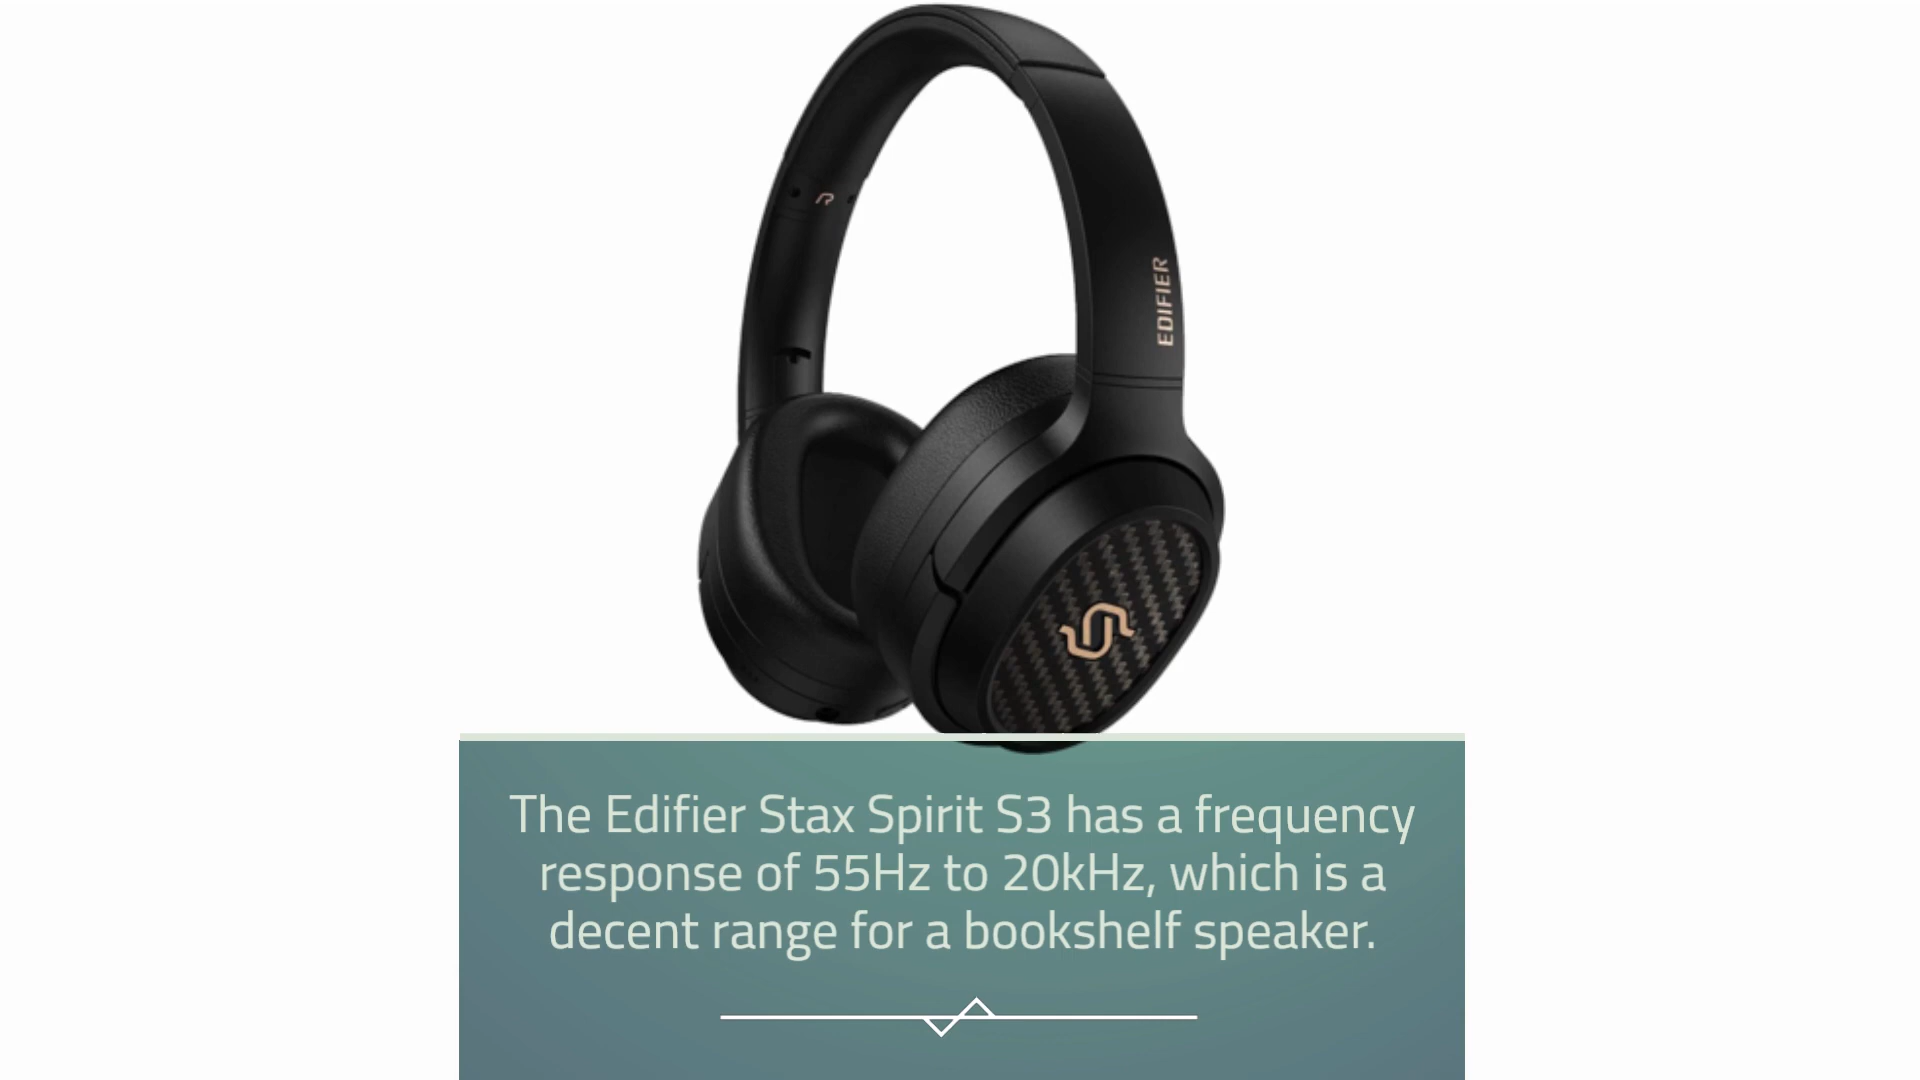 R
EDIFIER
The Edifier Stax Spirit S3 has a frequency
response of 55Hz to 20kHz, which is a
decent range for a bookshelf speaker.